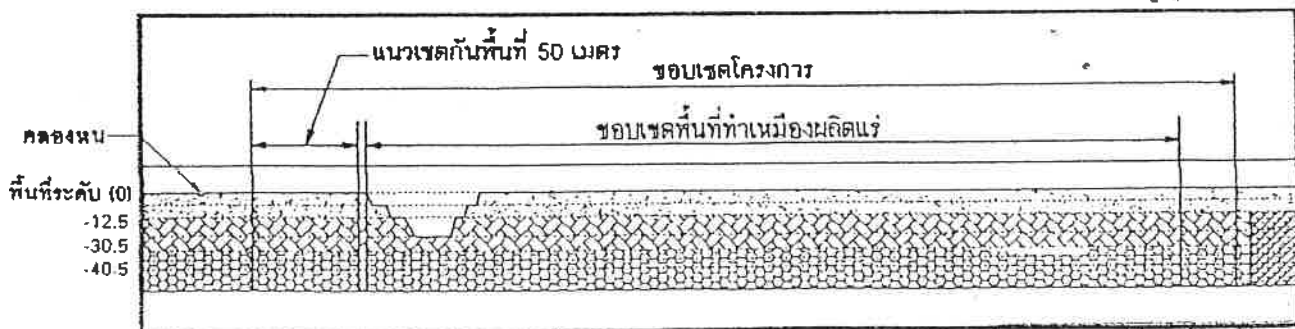 แนวเขตกันพื้นที่ 50 เมตร
ขอบเขตโครงการ
ขอบเขตพื้นที่ทำเหมืองผลิตแร่
คลองหน
พื้นที่ระดับ (0)
-12.5
-30.5
-40.5